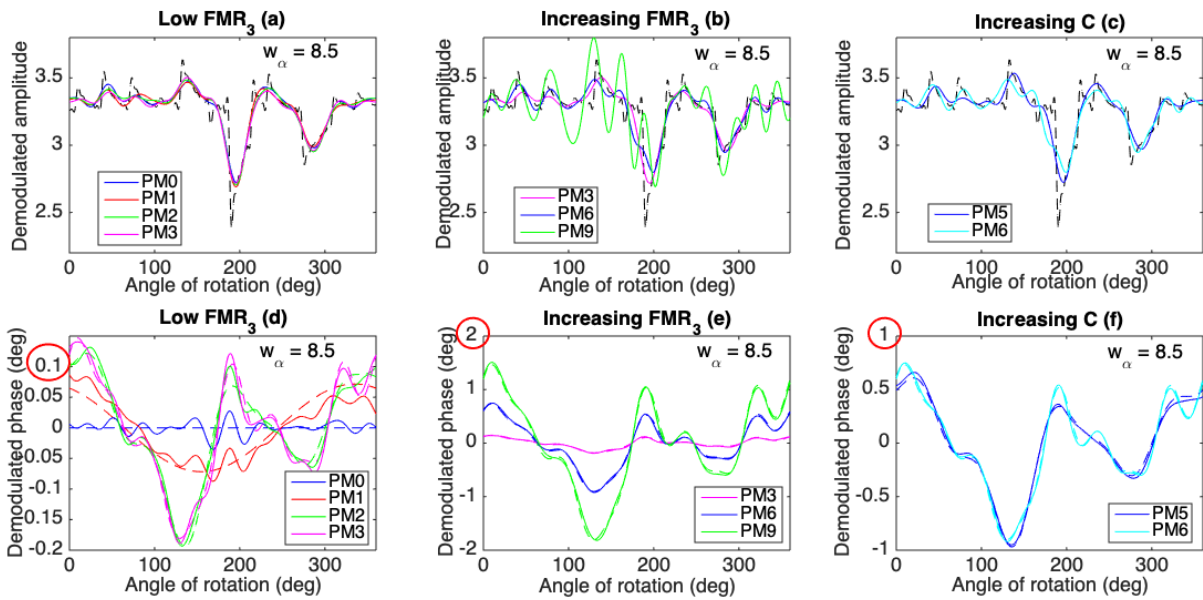 Low FMR₃ (a)
Demodulated amplitude
3.5
3
2.5
w_α = 8.5
PM0
PM1
PM2
PM3
0 100 200 300
Angle of rotation (deg)
Increasing FMR₃ (b)
Demodulated amplitude
3.5
3
2.5
w_α = 8.5
PM3
PM6
PM9
0 100 200 300
Angle of rotation (deg)
Increasing C (c)
Demodulated amplitude
3.5
3
2.5
w_α = 8.5
PM5
PM6
0 100 200 300
Angle of rotation (deg)
Low FMR₃ (d)
Demodulated phase (deg)
0.1
0.05
0
-0.05
-0.1
-0.15
-0.2
w_α = 8.5
PM0
PM1
PM2
PM3
0 100 200 300
Angle of rotation (deg)
Increasing FMR₃ (e)
Demodulated phase (deg)
2
1
0
-1
-2
w_α = 8.5
PM3
PM6
PM9
0 100 200 300
Angle of rotation (deg)
Increasing C (f)
Demodulated phase (deg)
1
0.5
0
-0.5
-1
w_α = 8.5
PM5
PM6
0 100 200 300
Angle of rotation (deg)